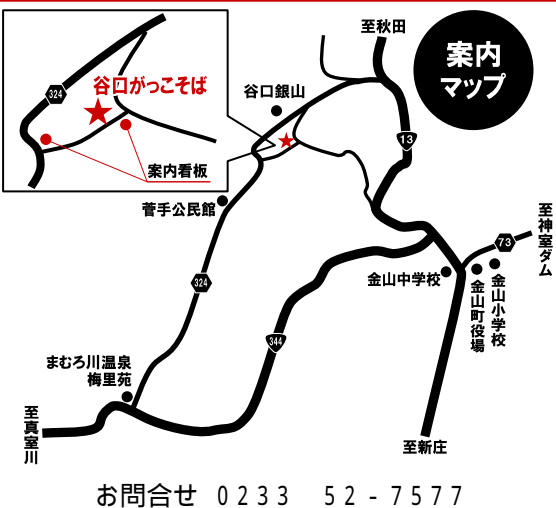 至秋田
案内
マップ
谷口がっこそば
324
谷口銀山
13
案内看板
菅手公民館
至神室ダム
73
金山中学校
金山町役場
金山小学校
324
344
まむろ川温泉
梅里苑
至真室川
至新庄
お問合せ 0233 52-7577